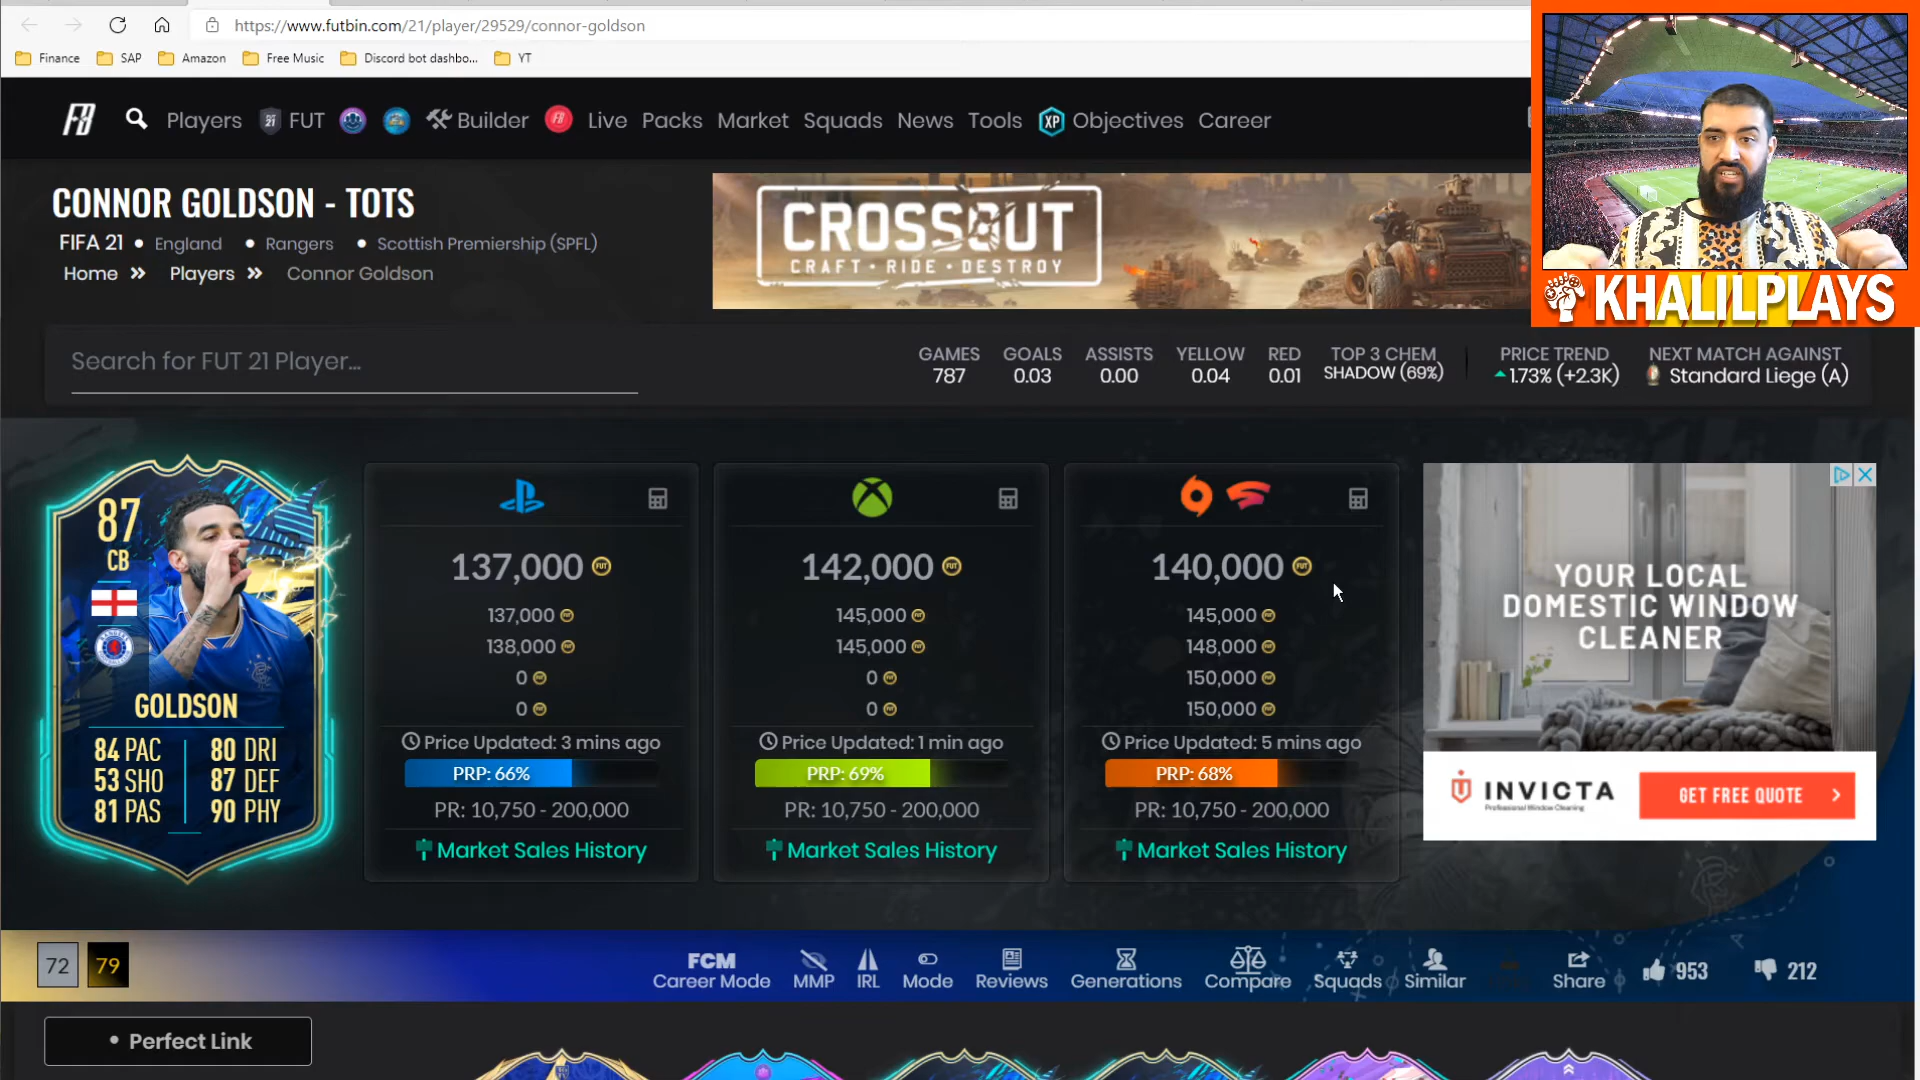 https://www.futbin.com/21/player/29529/connor-goldson
Finance SAP Amazon Free Music Discord bot dashbo... YT
Players 21 FUT Builder Live Packs Market Squads News Tools XP Objectives Career
CONNOR GOLDSON - TOTS
FIFA 21 • England • Rangers • Scottish Premiership (SPFL)
Home » Players » Connor Goldson
CROSSOUT
CRAFT • RIDE • DESTROY
KHALILPLAYS
Search for FUT 21 Player...
GAMES GOALS ASSISTS YELLOW RED TOP 3 CHEM PRICE TREND NEXT MATCH AGAINST
787 0.03 0.00 0.04 0.01 SHADOW (69%) 1.73% (+2.3K) Standard Liege (A)
87
CB
GOLDSON
84 PAC 80 DRI
53 SHO 87 DEF
81 PAS 90 PHY
137,000
137,000
138,000
0
0
Price Updated: 3 mins ago
PRP: 66%
PR: 10,750 - 200,000
Market Sales History
142,000
145,000
145,000
0
0
Price Updated: 1 min ago
PRP: 69%
PR: 10,750 - 200,000
Market Sales History
140,000
145,000
148,000
150,000
150,000
Price Updated: 5 mins ago
PRP: 68%
PR: 10,750 - 200,000
Market Sales History
YOUR LOCAL
DOMESTIC WINDOW
CLEANER
INVICTA
Professional Window Cleaning
GET FREE QUOTE
72 79
FCM
Career Mode MMP IRL Mode Reviews Generations Compare Squads Similar Share 953 212
• Perfect Link